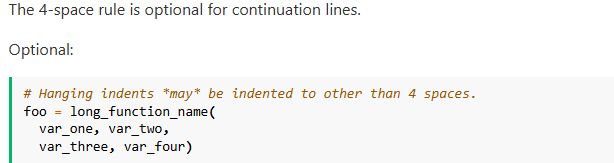 The 4-space rule is optional for continuation lines.
Optional:
# Hanging indents *may* be indented to other than 4 spaces.
foo = long_function_name(
  var_one, var_two,
  var_three, var_four)